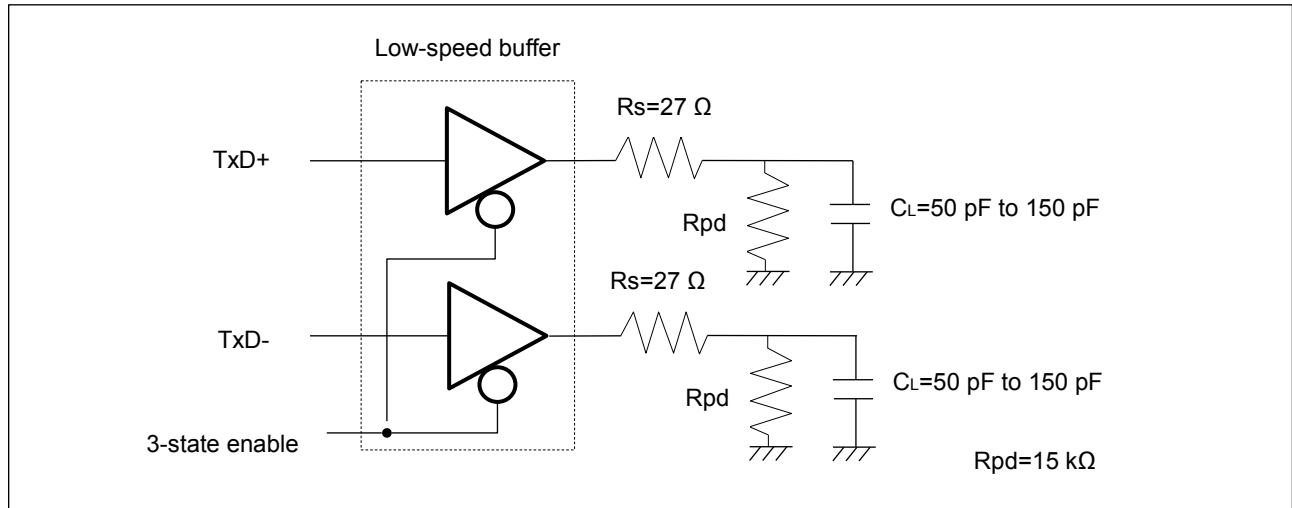 Low-speed buffer
Rs=27 Ω
TxD+
CL=50 pF to 150 pF
Rpd
Rs=27 Ω
TxD-
CL=50 pF to 150 pF
Rpd
3-state enable
Rpd=15 kΩ